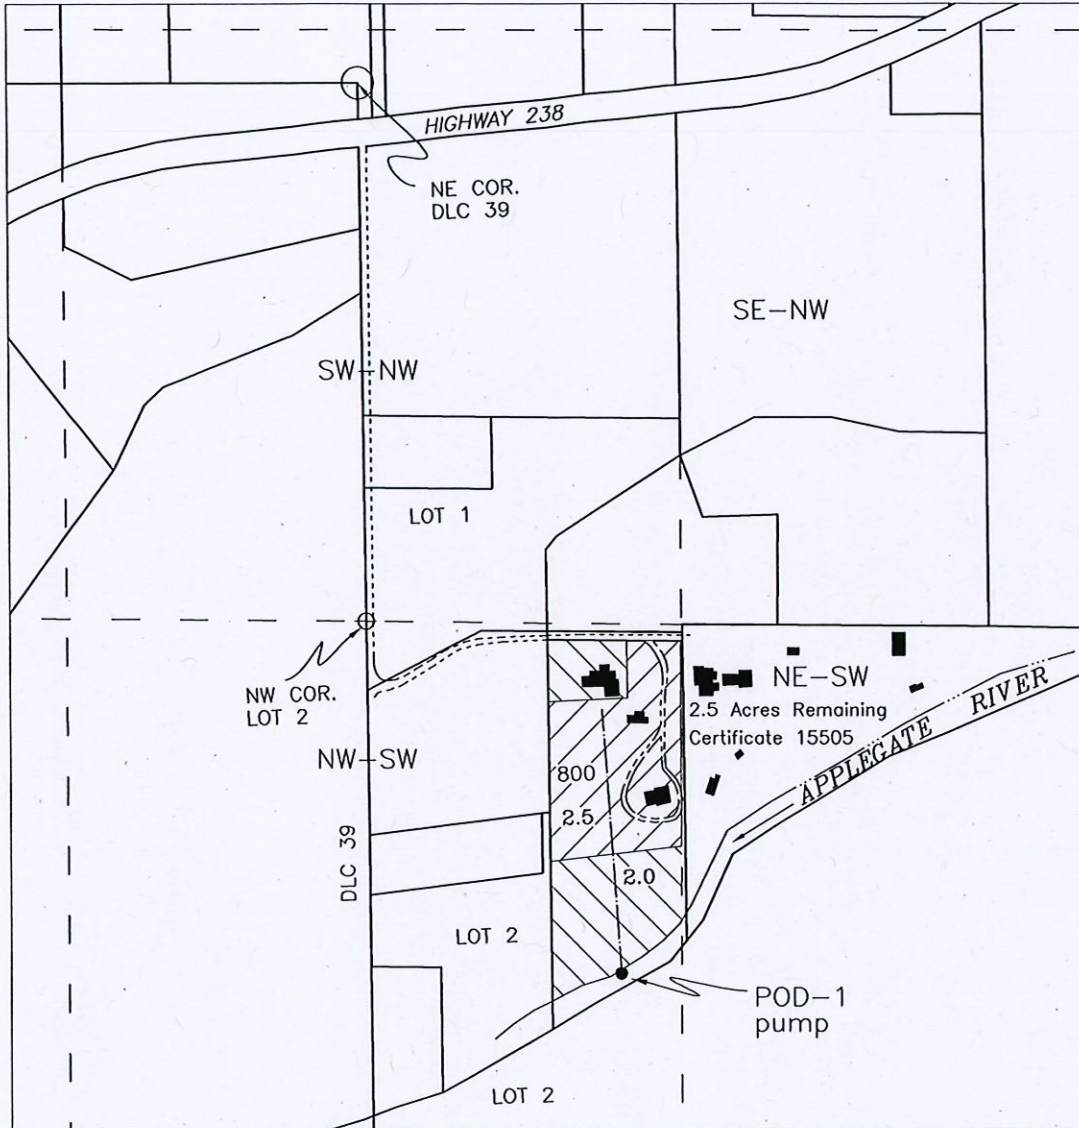 HIGHWAY 238
NE COR.
DLC 39
SE-NW
SW-NW
LOT 1
NW COR.
LOT 2
NE-SW
2.5 Acres Remaining
Certificate 15505
APPLEGATE RIVER
NW-SW
800
2.5
DLC 39
2.0
LOT 2
POD-1
pump
LOT 2